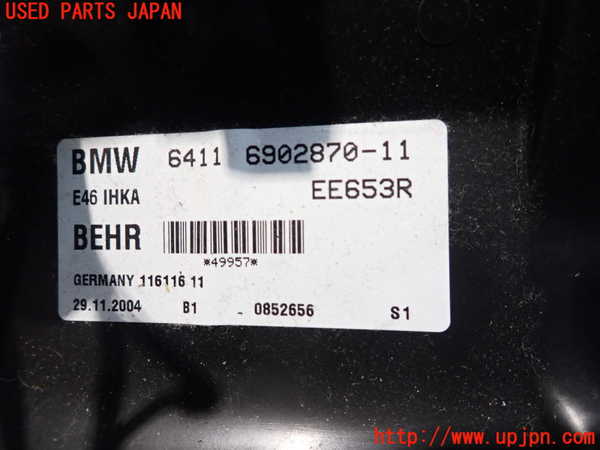 USED PARTS JAPAN
BMW 6411 6902870-11
E46 IHKA EE653R
BEHR
*49957*
GERMANY 116116 11
29.11.2004 B1 0852656 S1
http://www.upjpn.com/